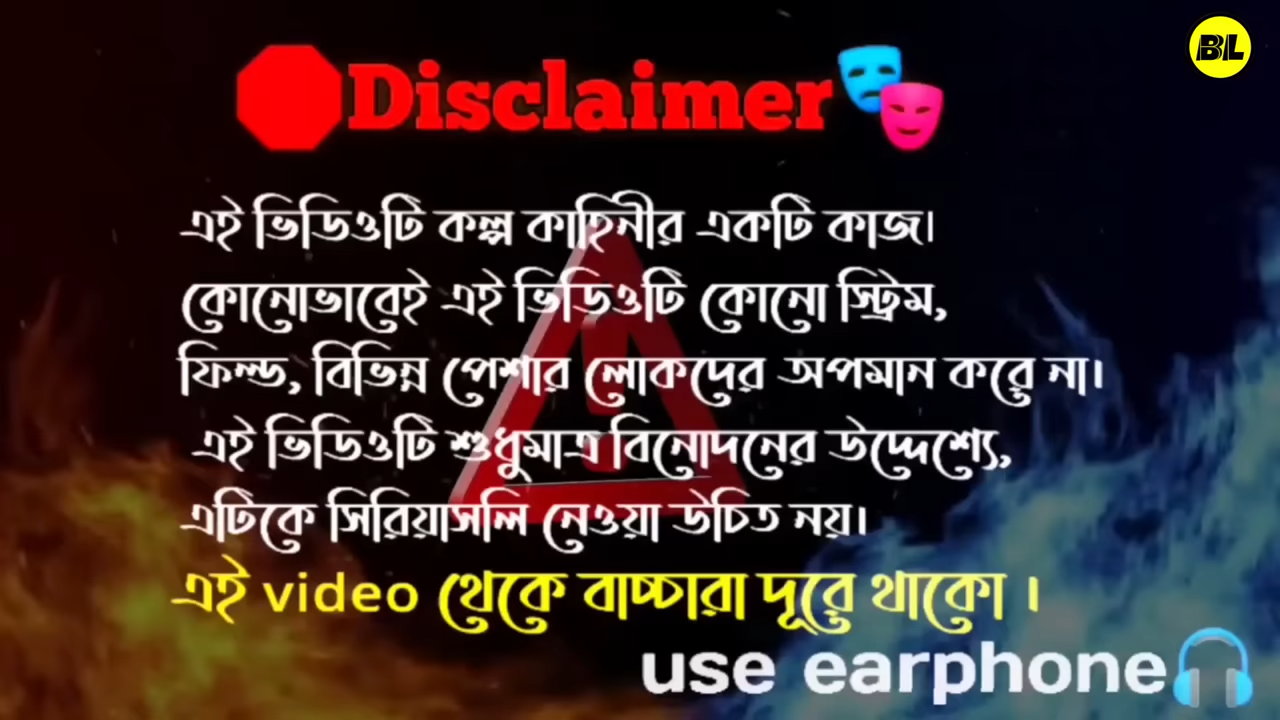 BL
Disclaimer
এই ভিডিওটি কল্প কাহিনীর একটি কাজ।
কোনোভাবেই এই ভিডিওটি কোনো স্ট্রিম,
ফিল্ড, বিভিন্ন পেশার লোকদের অপমান করে না।
এই ভিডিওটি শুধুমাত্র বিনোদনের উদ্দেশ্যে,
এটিকে সিরিয়াসলি নেওয়া উচিত নয়।
এই video থেকে বাচ্চারা দূরে থাকো ।
use earphone